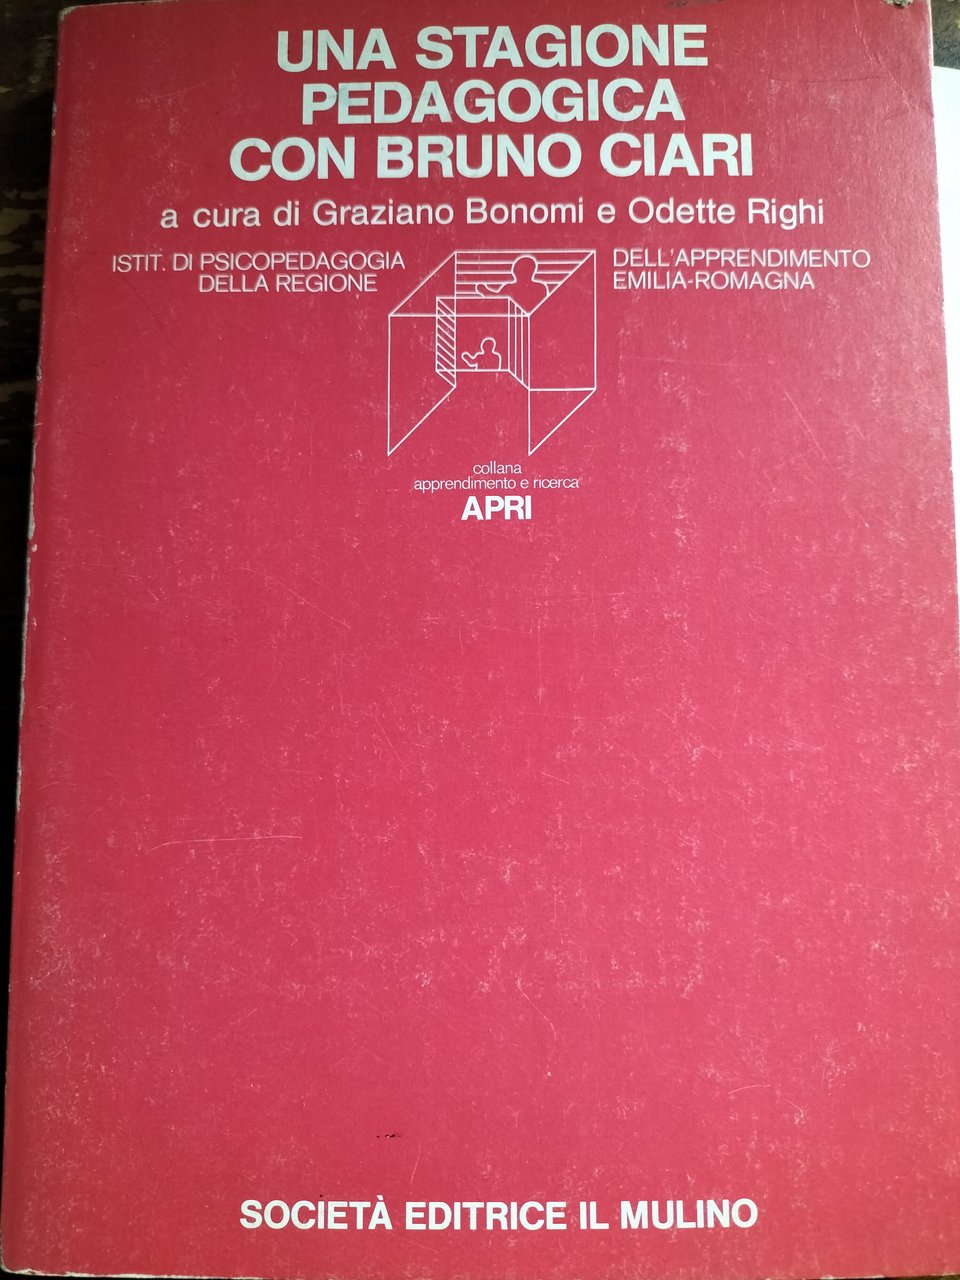 UNA STAGIONE
PEDAGOGICA
CON BRUNO CIARI
a cura di Graziano Bonomi e Odette Righi
ISTIT. DI PSICOPEDAGOGIA DELL'APPRENDIMENTO
DELLA REGIONE EMILIA-ROMAGNA
collana
apprendimento e ricerca
APRI
SOCIETÀ EDITRICE IL MULINO